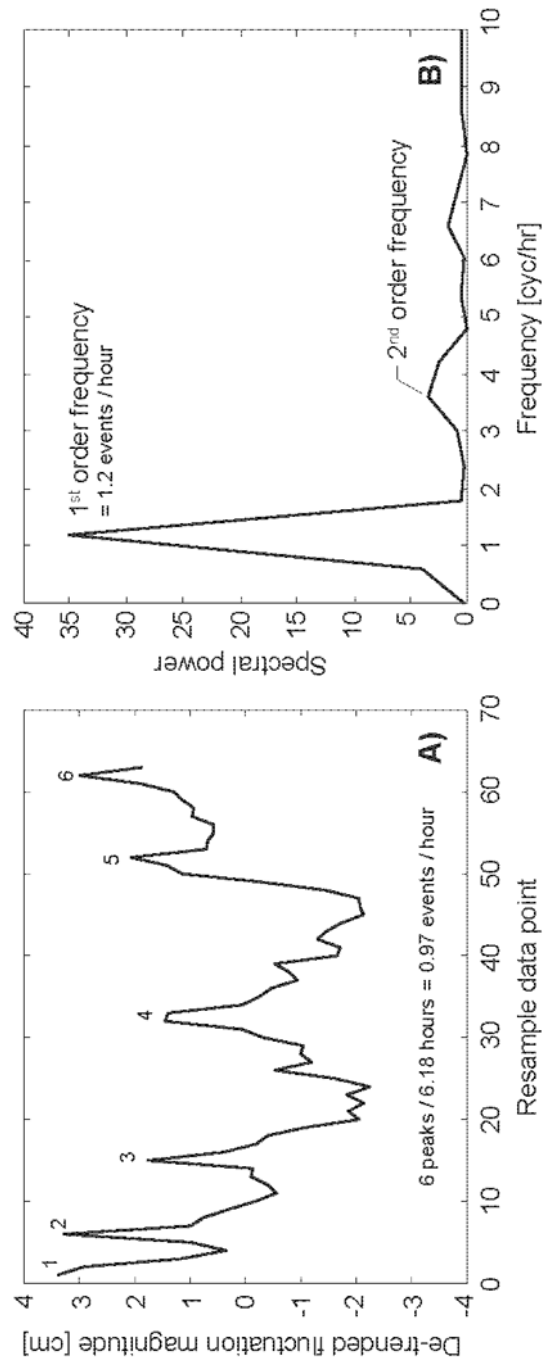 De-trended fluctuation magnitude [cm]
4
3
2
1
0
-1
-2
-3
-4
1
2
3
4
5
6
6 peaks / 6.18 hours = 0.97 events / hour
A)
0 10 20 30 40 50 60 70
Resample data point
Spectral power
40
35
30
25
20
15
10
5
0
1st order frequency
= 1.2 events / hour
2nd order frequency
B)
0 1 2 3 4 5 6 7 8 9 10
Frequency [cyc/hr]